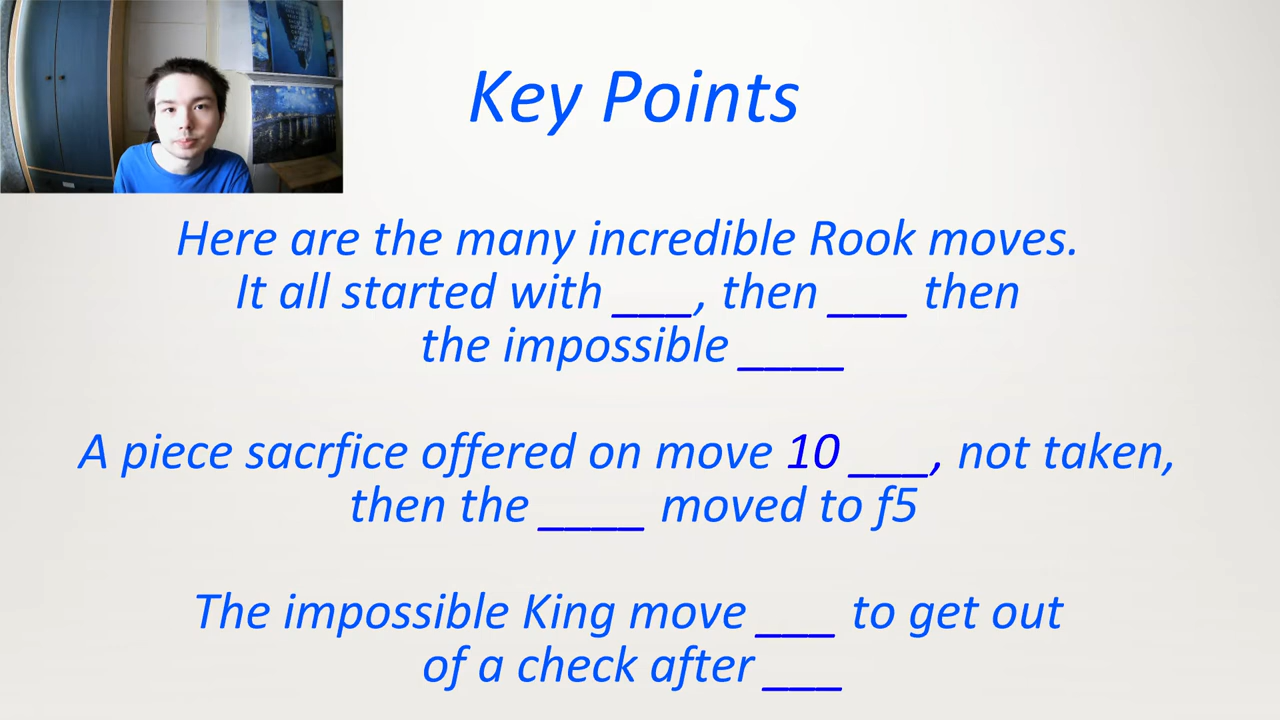 Key Points
Here are the many incredible Rook moves.
It all started with ___, then ___ then
the impossible ____
A piece sacrfice offered on move 10 ___, not taken,
then the ____ moved to f5
The impossible King move ___ to get out
of a check after ___